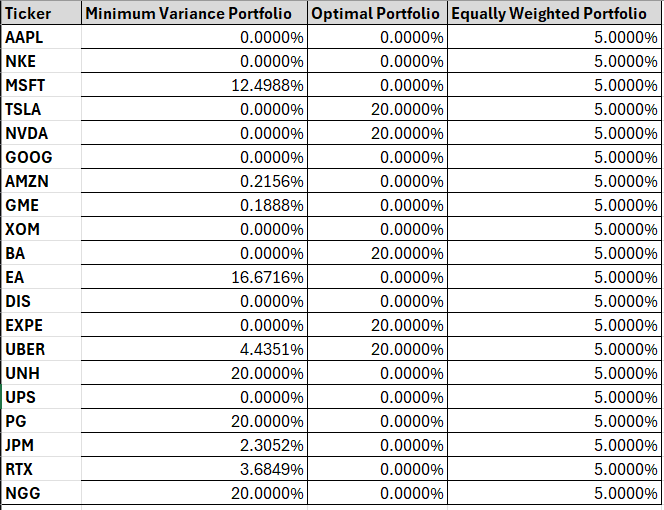 Ticker Minimum Variance Portfolio Optimal Portfolio Equally Weighted Portfolio
AAPL 0.0000% 0.0000% 5.0000%
NKE 0.0000% 0.0000% 5.0000%
MSFT 12.4988% 0.0000% 5.0000%
TSLA 0.0000% 20.0000% 5.0000%
NVDA 0.0000% 20.0000% 5.0000%
GOOG 0.0000% 0.0000% 5.0000%
AMZN 0.2156% 0.0000% 5.0000%
GME 0.1888% 0.0000% 5.0000%
XOM 0.0000% 0.0000% 5.0000%
BA 0.0000% 20.0000% 5.0000%
EA 16.6716% 0.0000% 5.0000%
DIS 0.0000% 0.0000% 5.0000%
EXPE 0.0000% 20.0000% 5.0000%
UBER 4.4351% 20.0000% 5.0000%
UNH 20.0000% 0.0000% 5.0000%
UPS 0.0000% 0.0000% 5.0000%
PG 20.0000% 0.0000% 5.0000%
JPM 2.3052% 0.0000% 5.0000%
RTX 3.6849% 0.0000% 5.0000%
NGG 20.0000% 0.0000% 5.0000%